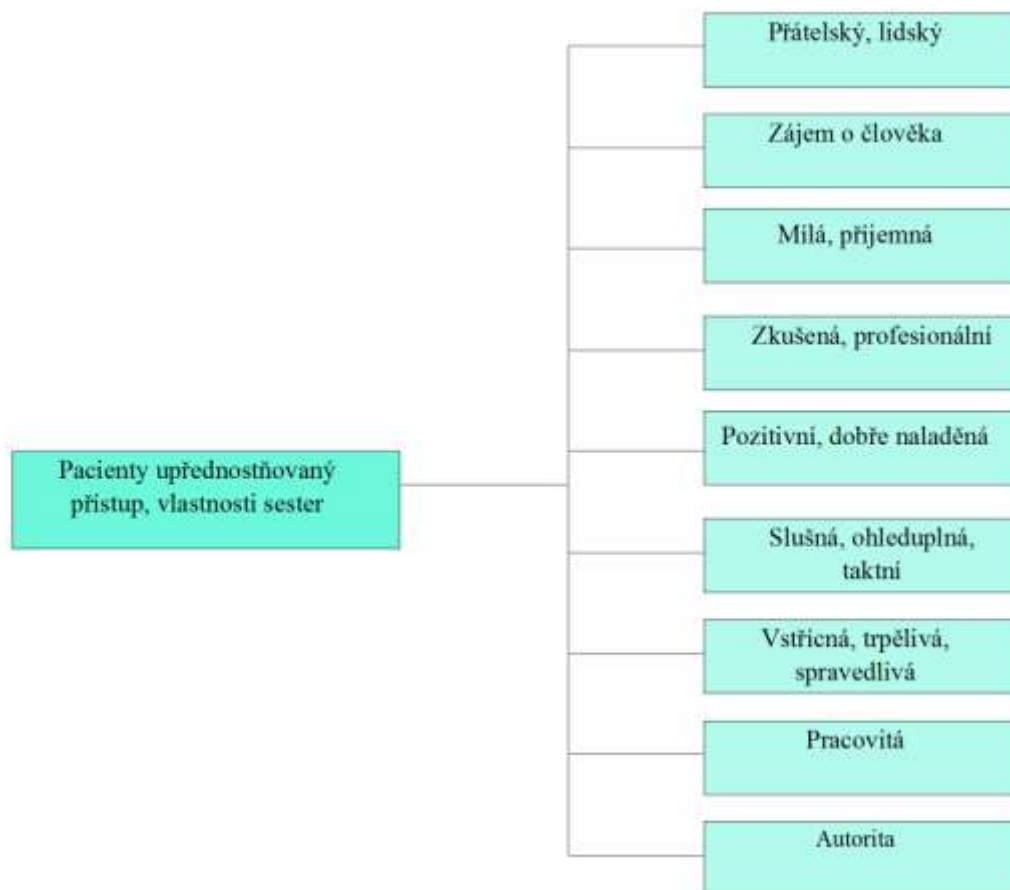 Přátelský, lidský
Zájem o člověka
Milá, příjemná
Zkušená, profesionální
Pozitivní, dobře naladěná
Pacienty upřednostňovaný
přístup, vlastnosti sester
Slušná, ohleduplná,
taktní
Vstřícná, trpělivá,
spravedlivá
Pracovitá
Autorita